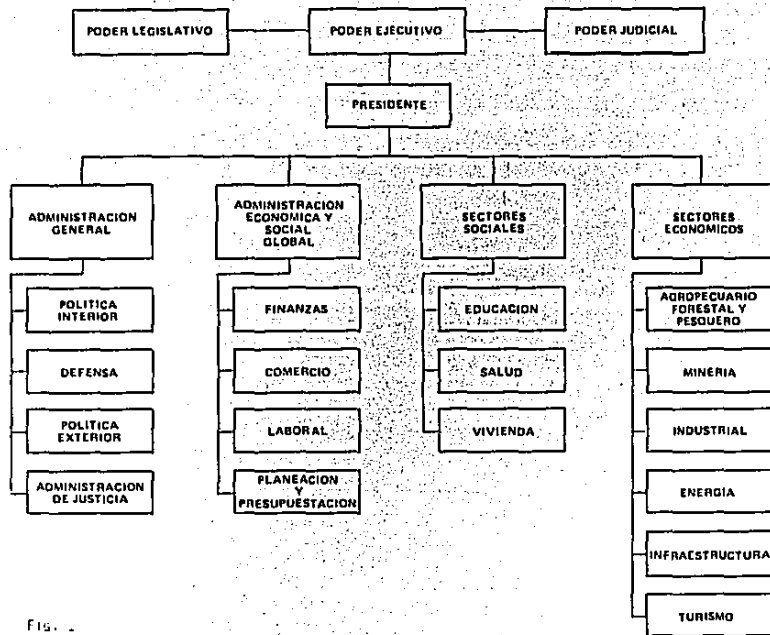 PODER LEGISLATIVO
PODER EJECUTIVO
PODER JUDICIAL
PRESIDENTE
ADMINISTRACION
GENERAL
ADMINISTRACION
ECONOMICA Y
SOCIAL
GLOBAL
SECTORES
SOCIALES
SECTORES
ECONOMICOS
POLITICA
INTERIOR
DEFENSA
POLITICA
EXTERIOR
ADMINISTRACION
DE JUSTICIA
FINANZAS
COMERCIO
LABORAL
PLANEACION
Y
PRESUPUESTACION
EDUCACION
SALUD
VIVIENDA
AGROPECUARIO
FORESTAL Y
PESQUERO
MINERIA
INDUSTRIAL
ENERGIA
INFRAESTRUCTURA
TURISMO
FIG.